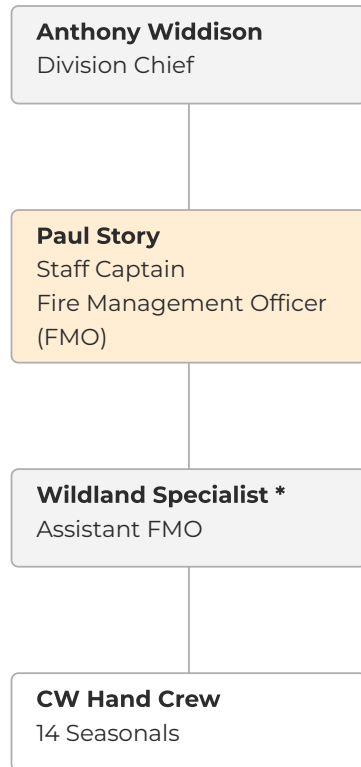 Anthony Widdison
Division Chief
Paul Story
Staff Captain
Fire Management Officer
(FMO)
Wildland Specialist *
Assistant FMO
CW Hand Crew
14 Seasonals